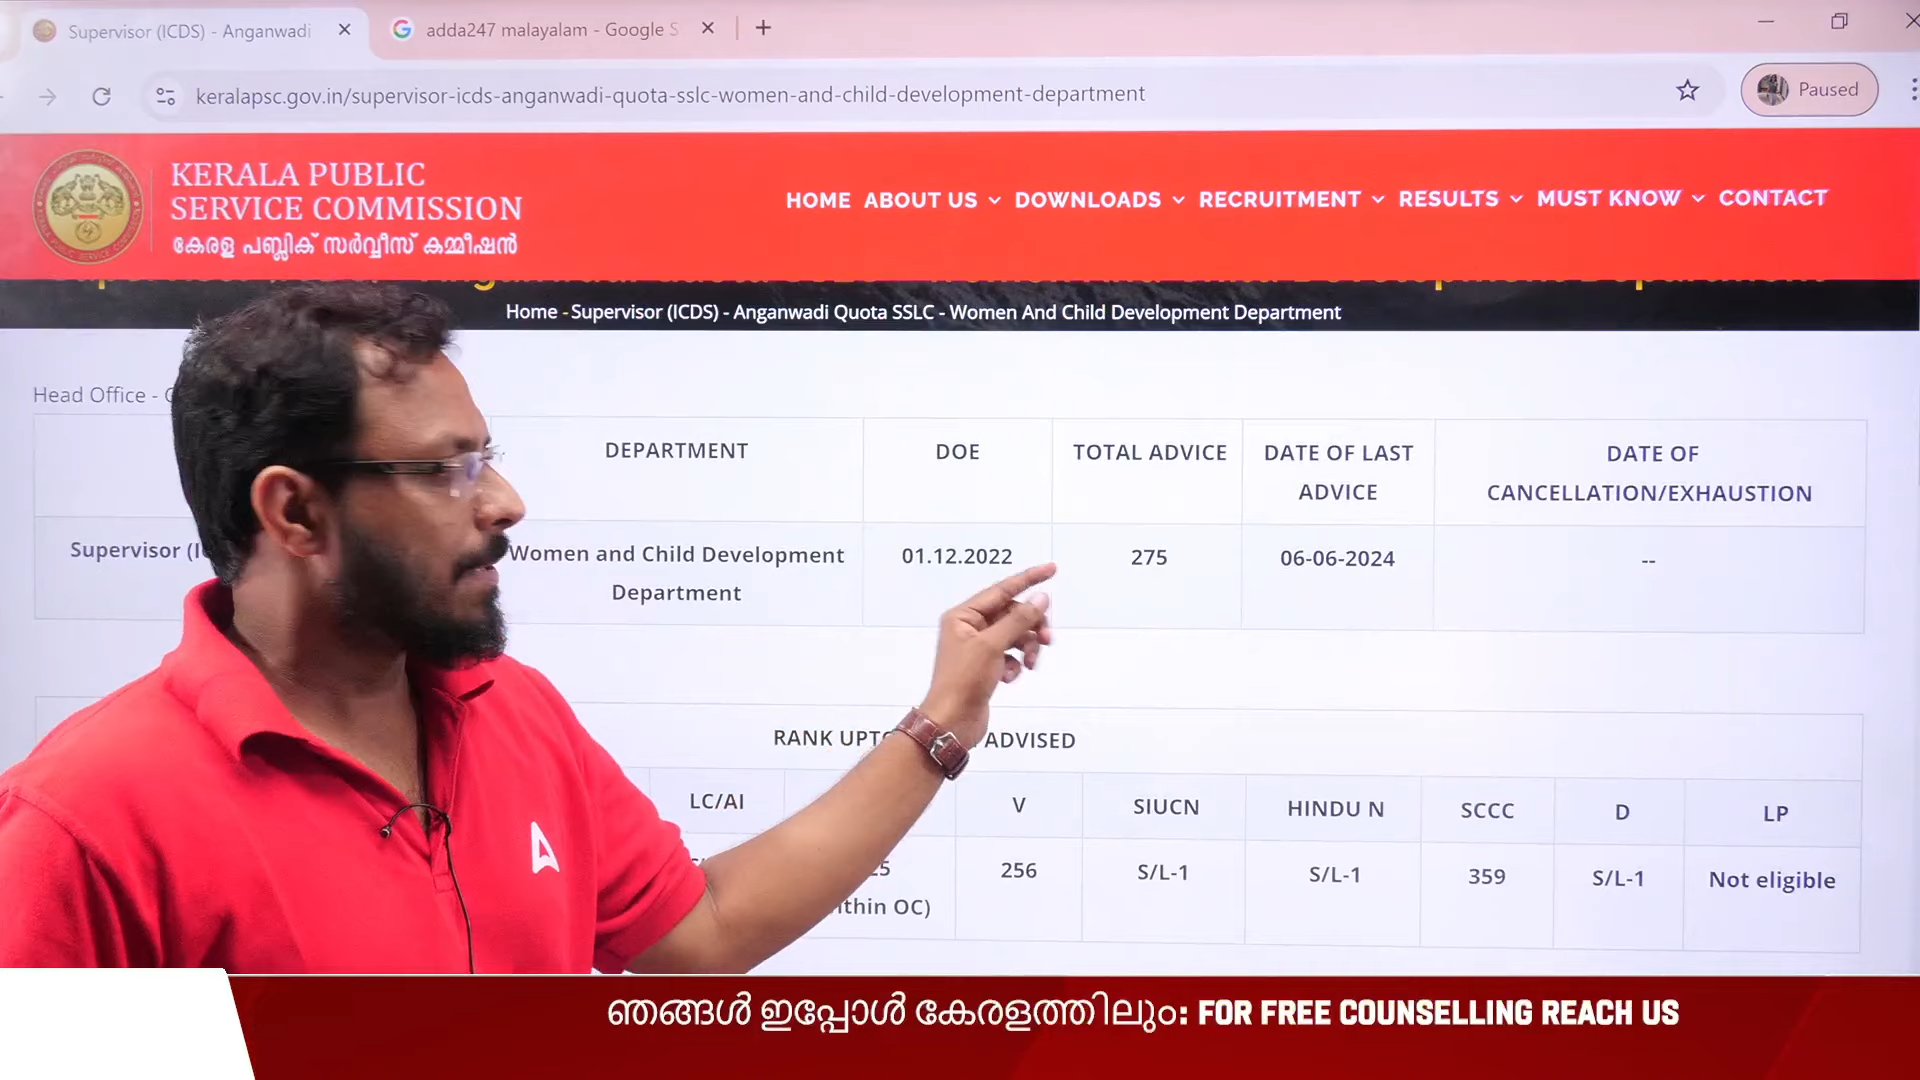 Supervisor (ICDS) - Anganwadi
adda247 malayalam - Google S
keralapsc.gov.in/supervisor-icds-anganwadi-quota-sslc-women-and-child-development-department
Paused
KERALA PUBLIC
SERVICE COMMISSION
കേരള പബ്ലിക് സർവ്വീസ് കമ്മീഷൻ
HOME ABOUT US DOWNLOADS RECRUITMENT RESULTS MUST KNOW CONTACT
Home - Supervisor (ICDS) - Anganwadi Quota SSLC - Women And Child Development Department
Head Office -
DEPARTMENT DOE TOTAL ADVICE DATE OF LAST ADVICE DATE OF CANCELLATION/EXHAUSTION
Supervisor Women and Child Development Department 01.12.2022 275 06-06-2024 --
RANK ADVISED
LC/AI V SIUCN HINDU N SCCC D LP
256 S/L-1 S/L-1 359 S/L-1 Not eligible
OC)
ഞങ്ങൾ ഇപ്പോൾ കേരളത്തിലും: FOR FREE COUNSELLING REACH US